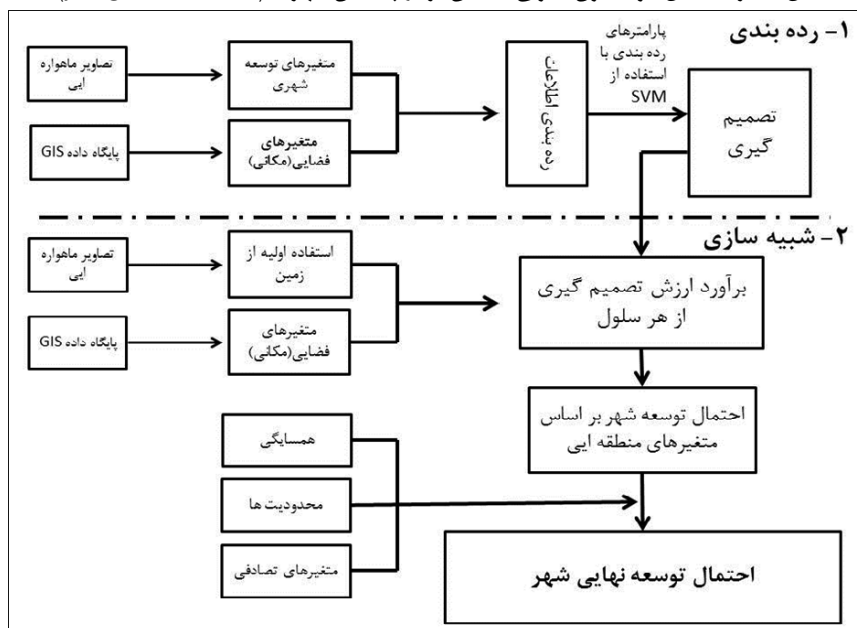 ۱- رده بندی
تصاویر ماهواره
ایی
متغیرهای توسعه
شهری
پایگاه داده GIS
متغیرهای
فضایی(مکانی)
رده بندی اطلاعات
پارامترهای
رده بندی با
استفاده از
SVM
تصمیم
گیری
۲- شبیه سازی
تصاویر ماهواره
ایی
استفاده اولیه از
زمین
پایگاه داده GIS
متغیرهای
فضایی(مکانی)
برآورد ارزش تصمیم گیری
از هر سلول
احتمال توسعه شهر بر اساس
متغیرهای منطقه ایی
همسایگی
محدودیت ها
متغیرهای تصادفی
احتمال توسعه نهایی شهر